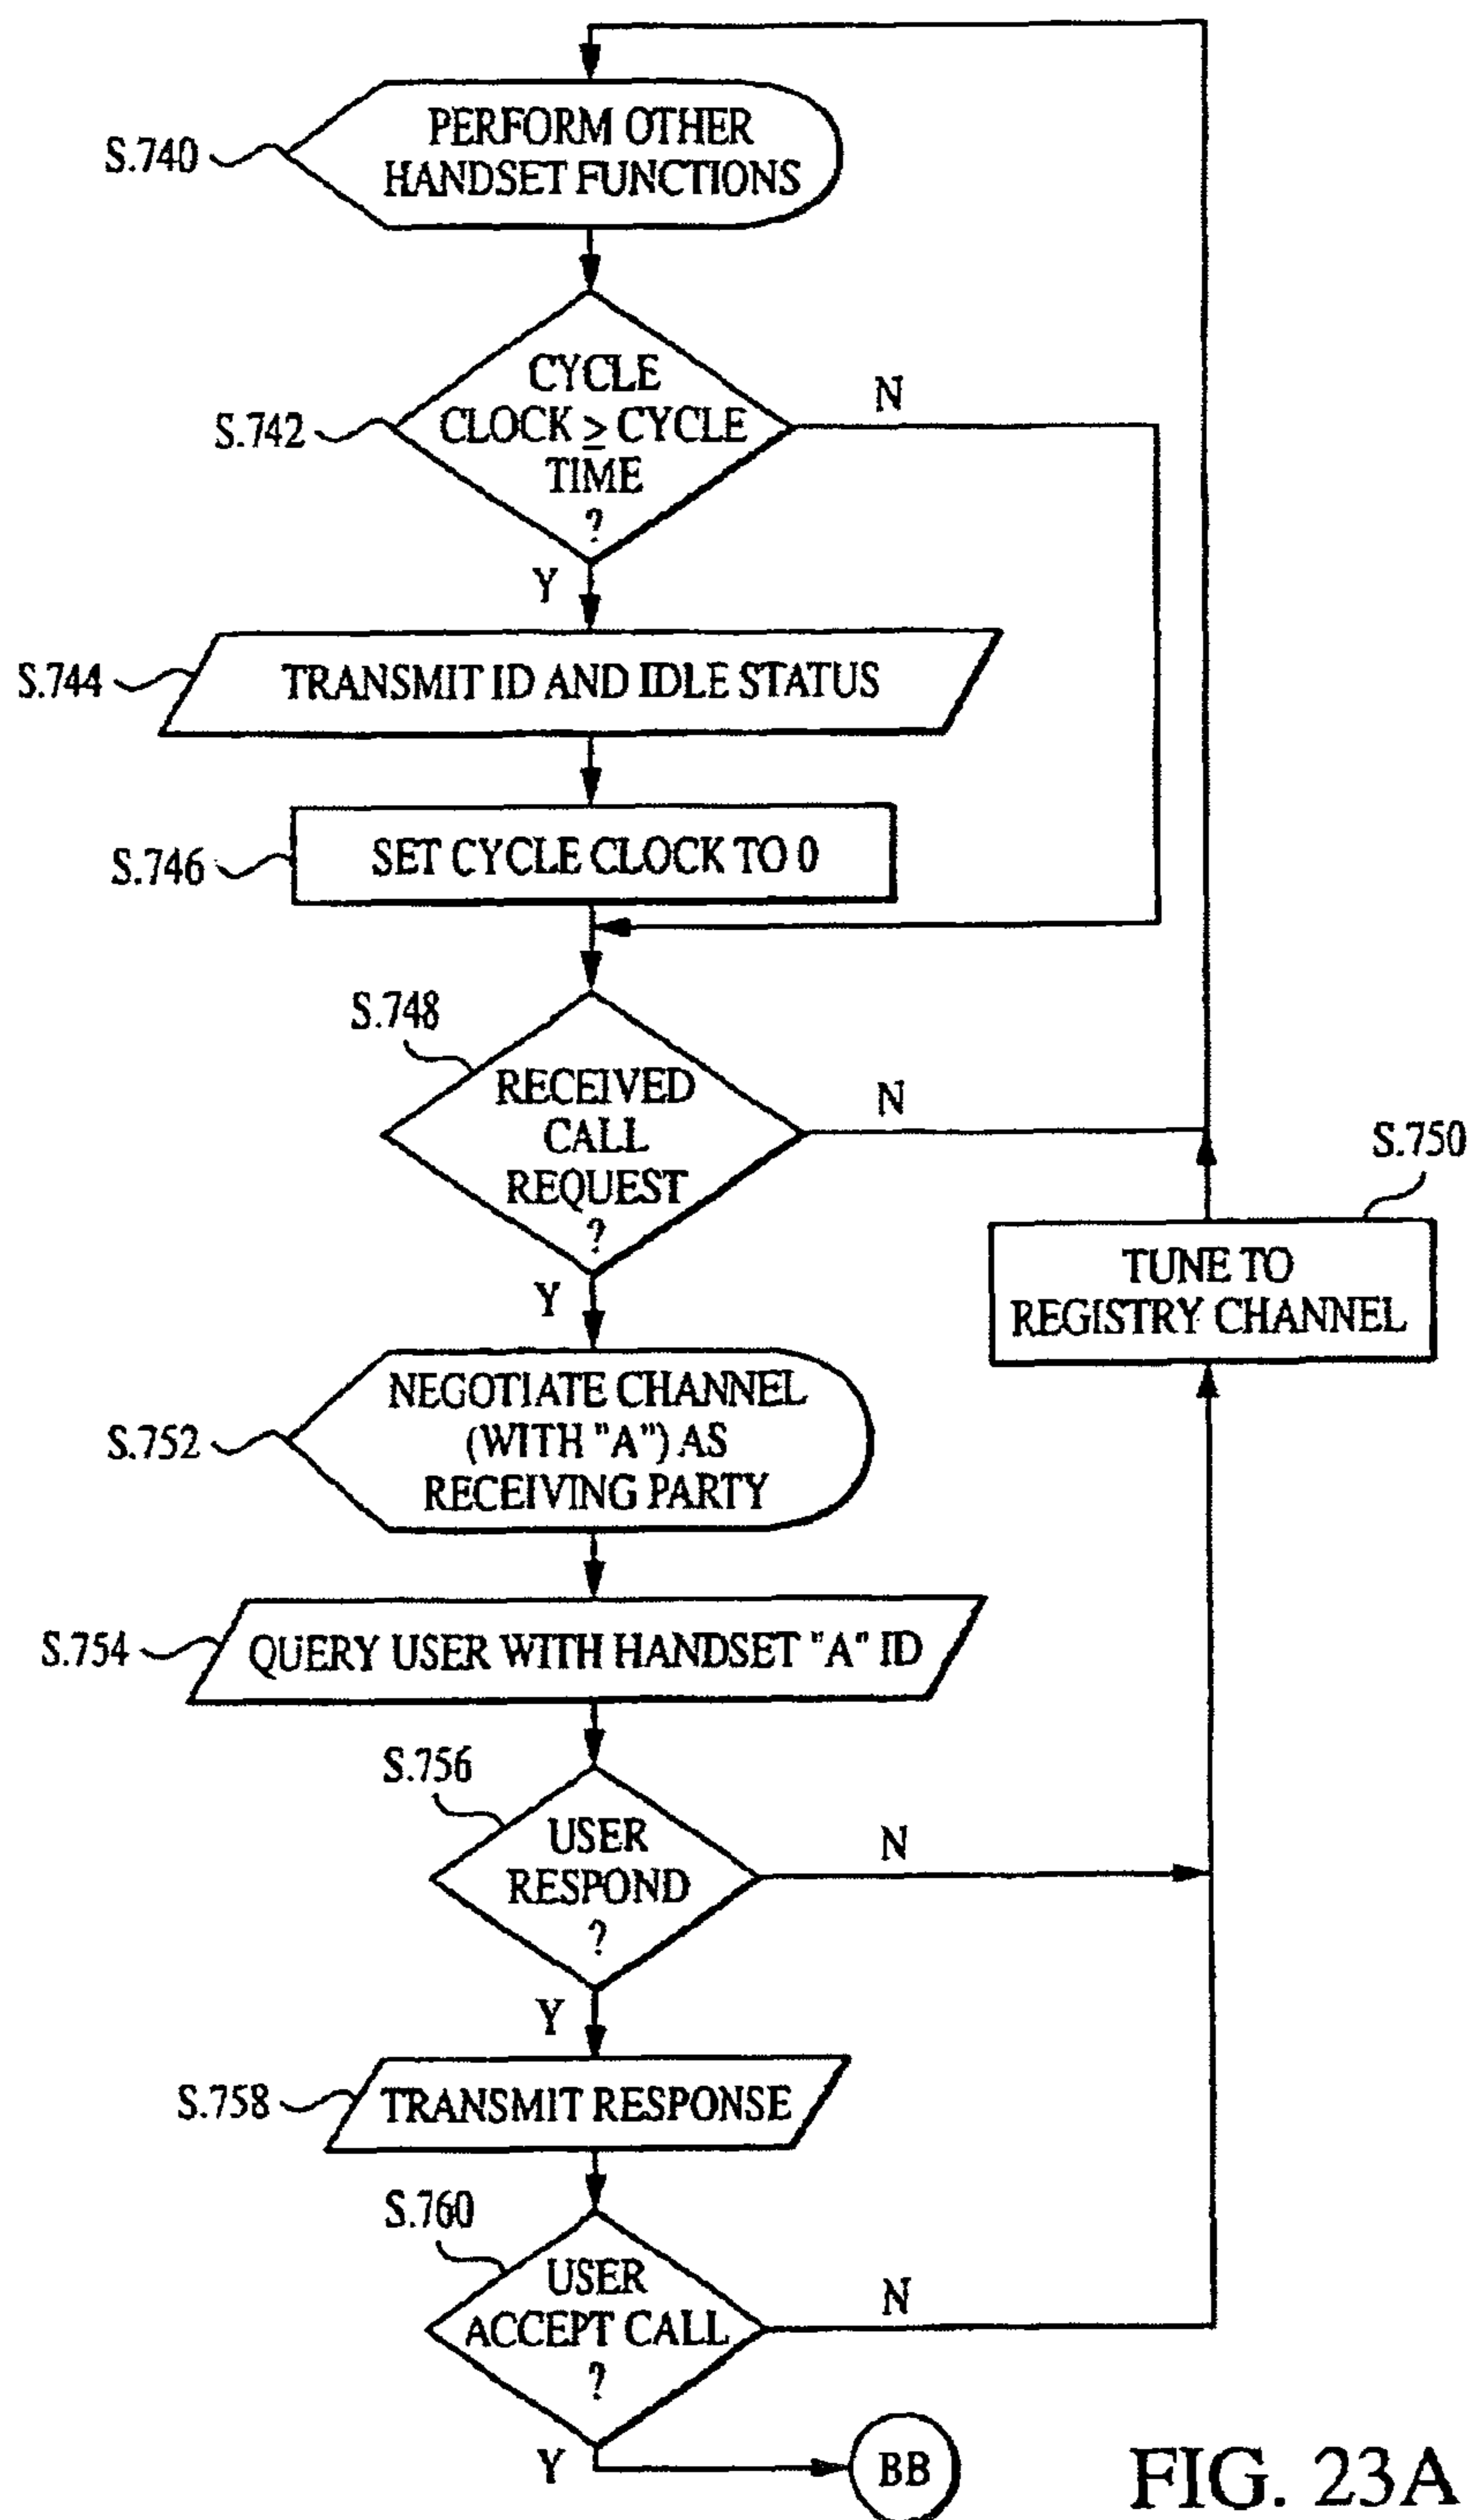 S.740
PERFORM OTHER
HANDSET FUNCTIONS
S.742
CYCLE
CLOCK ≥ CYCLE
TIME
?
N
Y
S.744
TRANSMIT ID AND IDLE STATUS
S.746
SET CYCLE CLOCK TO 0
S.748
RECEIVED
CALL
REQUEST
?
N
Y
S.750
TUNE TO
REGISTRY CHANNEL
S.752
NEGOTIATE CHANNEL
(WITH "A") AS
RECEIVING PARTY
S.754
QUERY USER WITH HANDSET "A" ID
S.756
USER
RESPOND
?
N
Y
S.758
TRANSMIT RESPONSE
S.760
USER
ACCEPT CALL
?
N
Y
BB
FIG. 23A